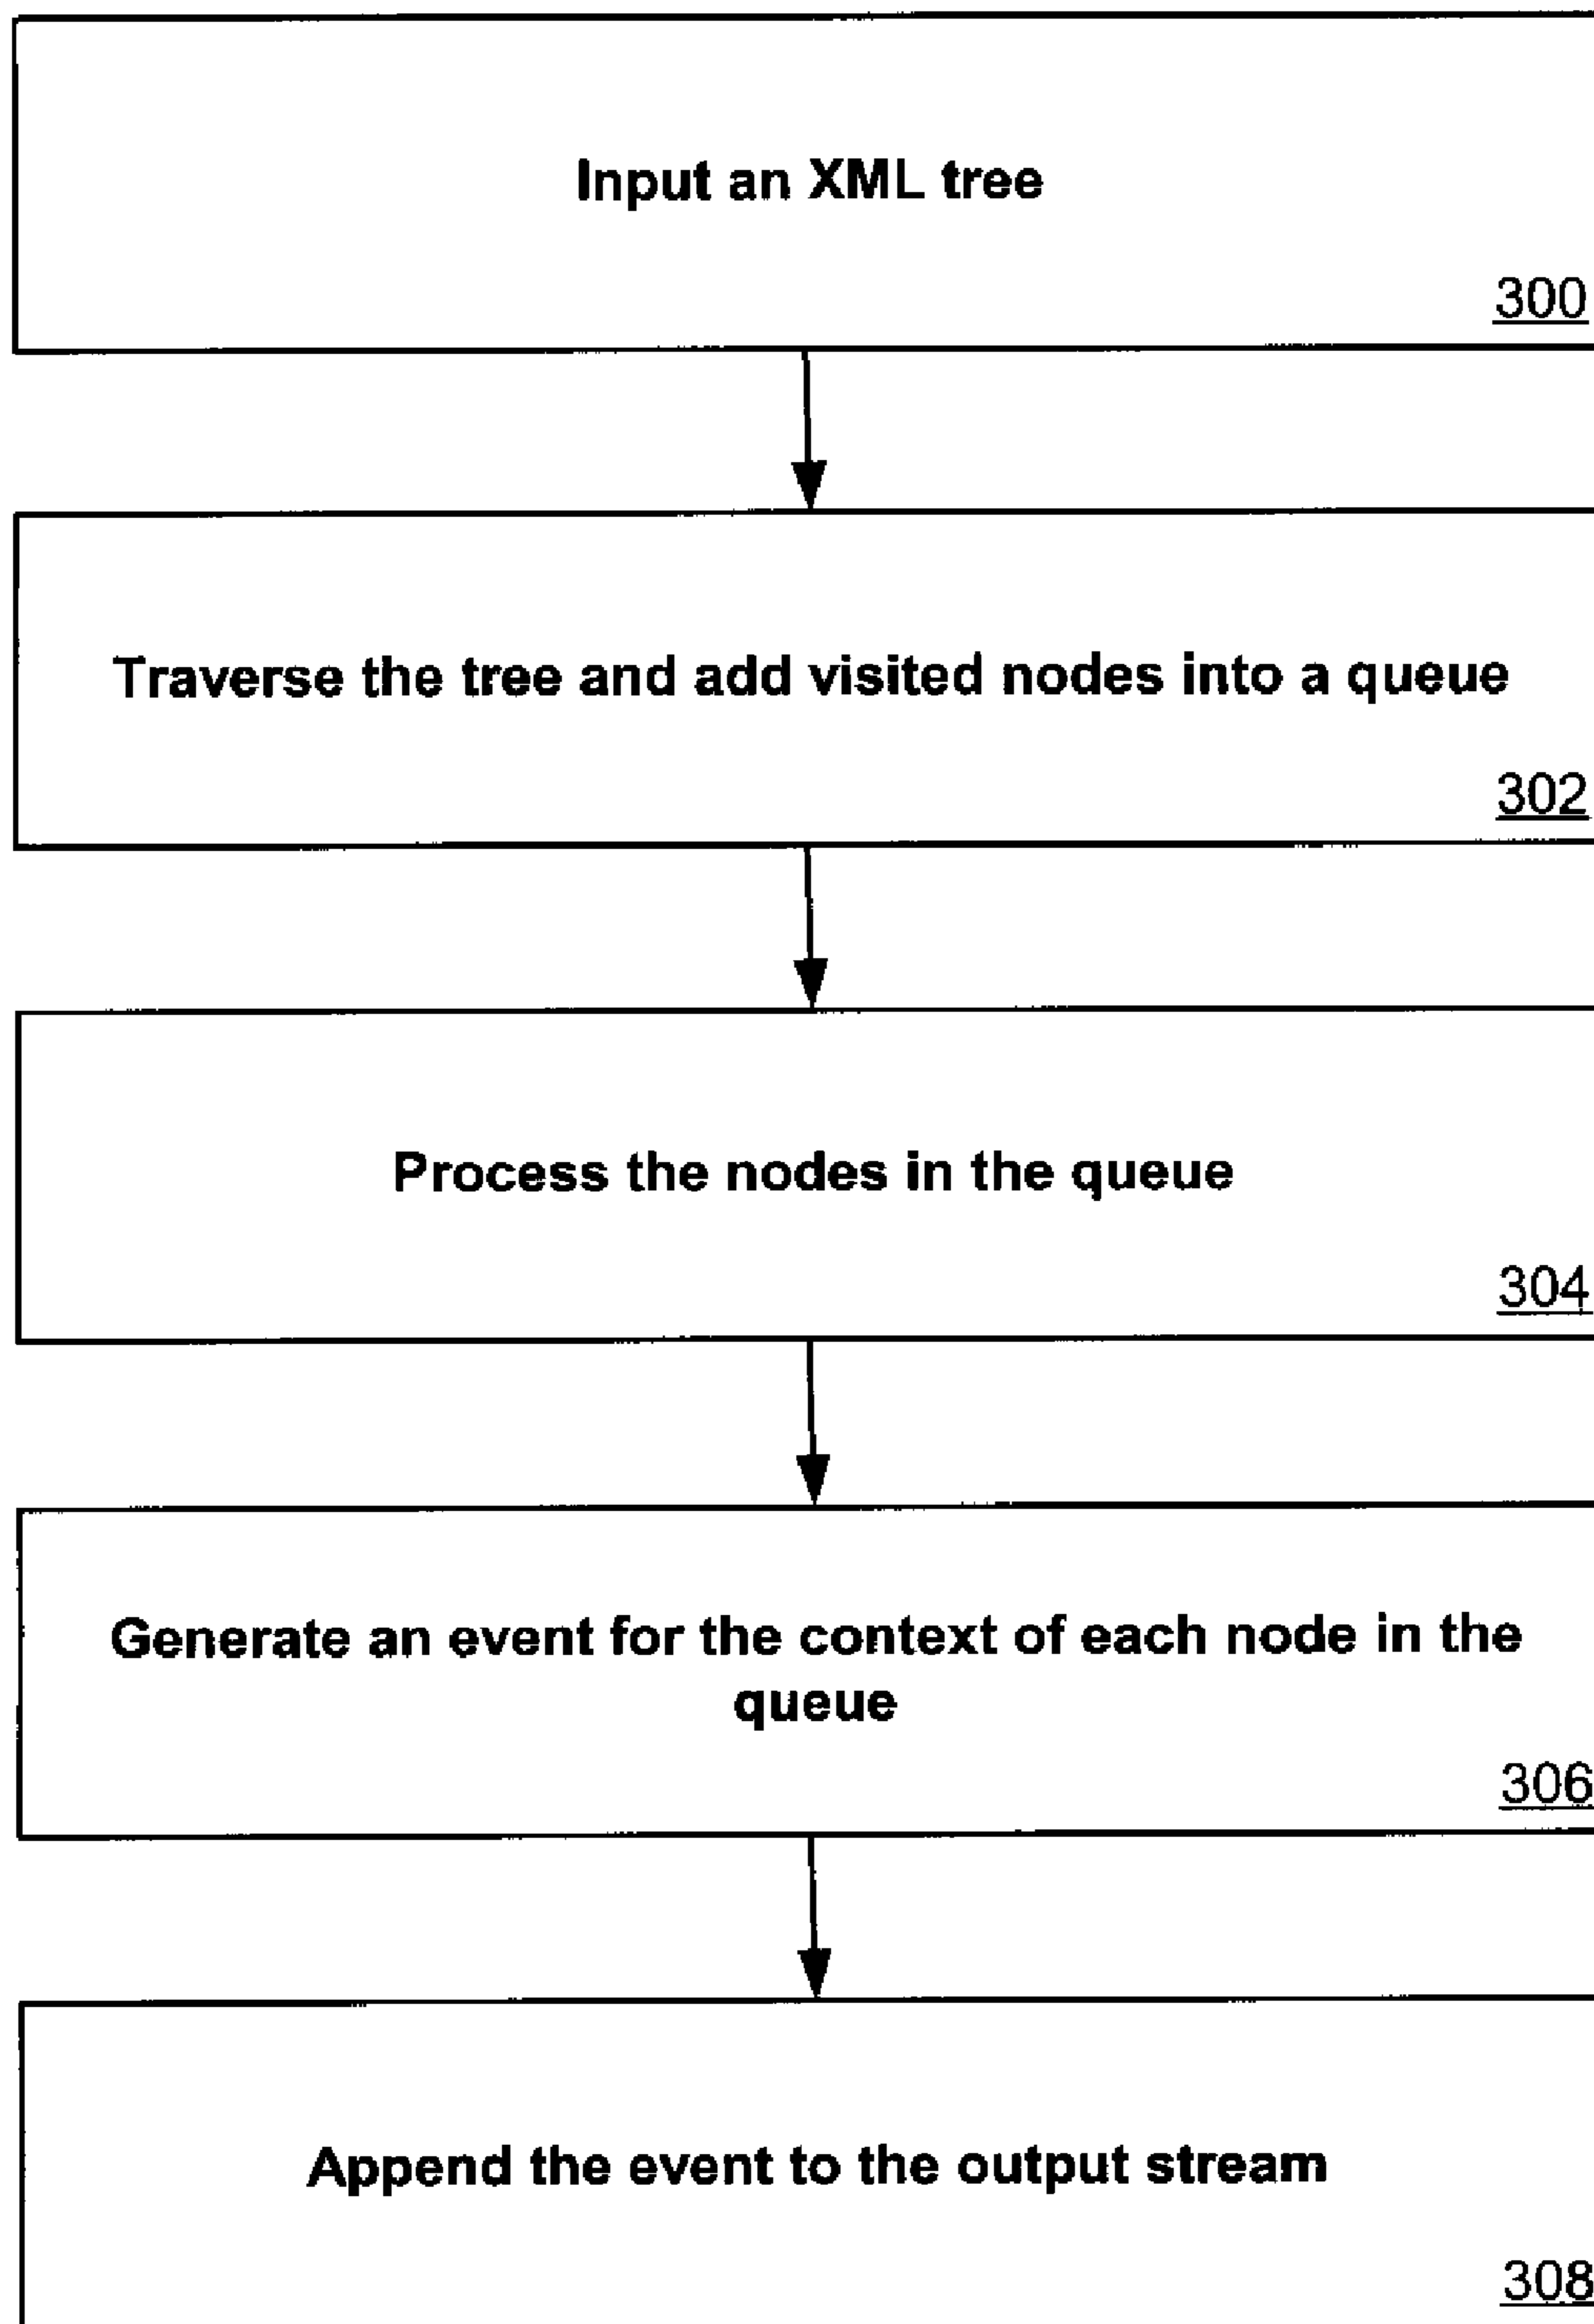 Input an XML tree
300
Traverse the tree and add visited nodes into a queue
302
Process the nodes in the queue
304
Generate an event for the context of each node in the
queue
306
Append the event to the output stream
308